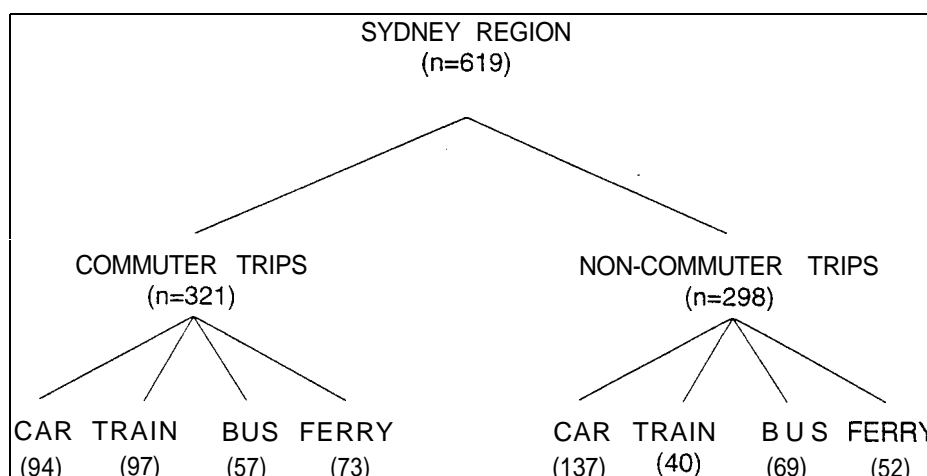 SYDNEY REGION
(n=619)
COMMUTER TRIPS
(n=321)
NON-COMMUTER TRIPS
(n=298)
CAR TRAIN BUS FERRY
(94) (97) (57) (73)
CAR TRAIN BUS FERRY
(137) (40) (69) (52)